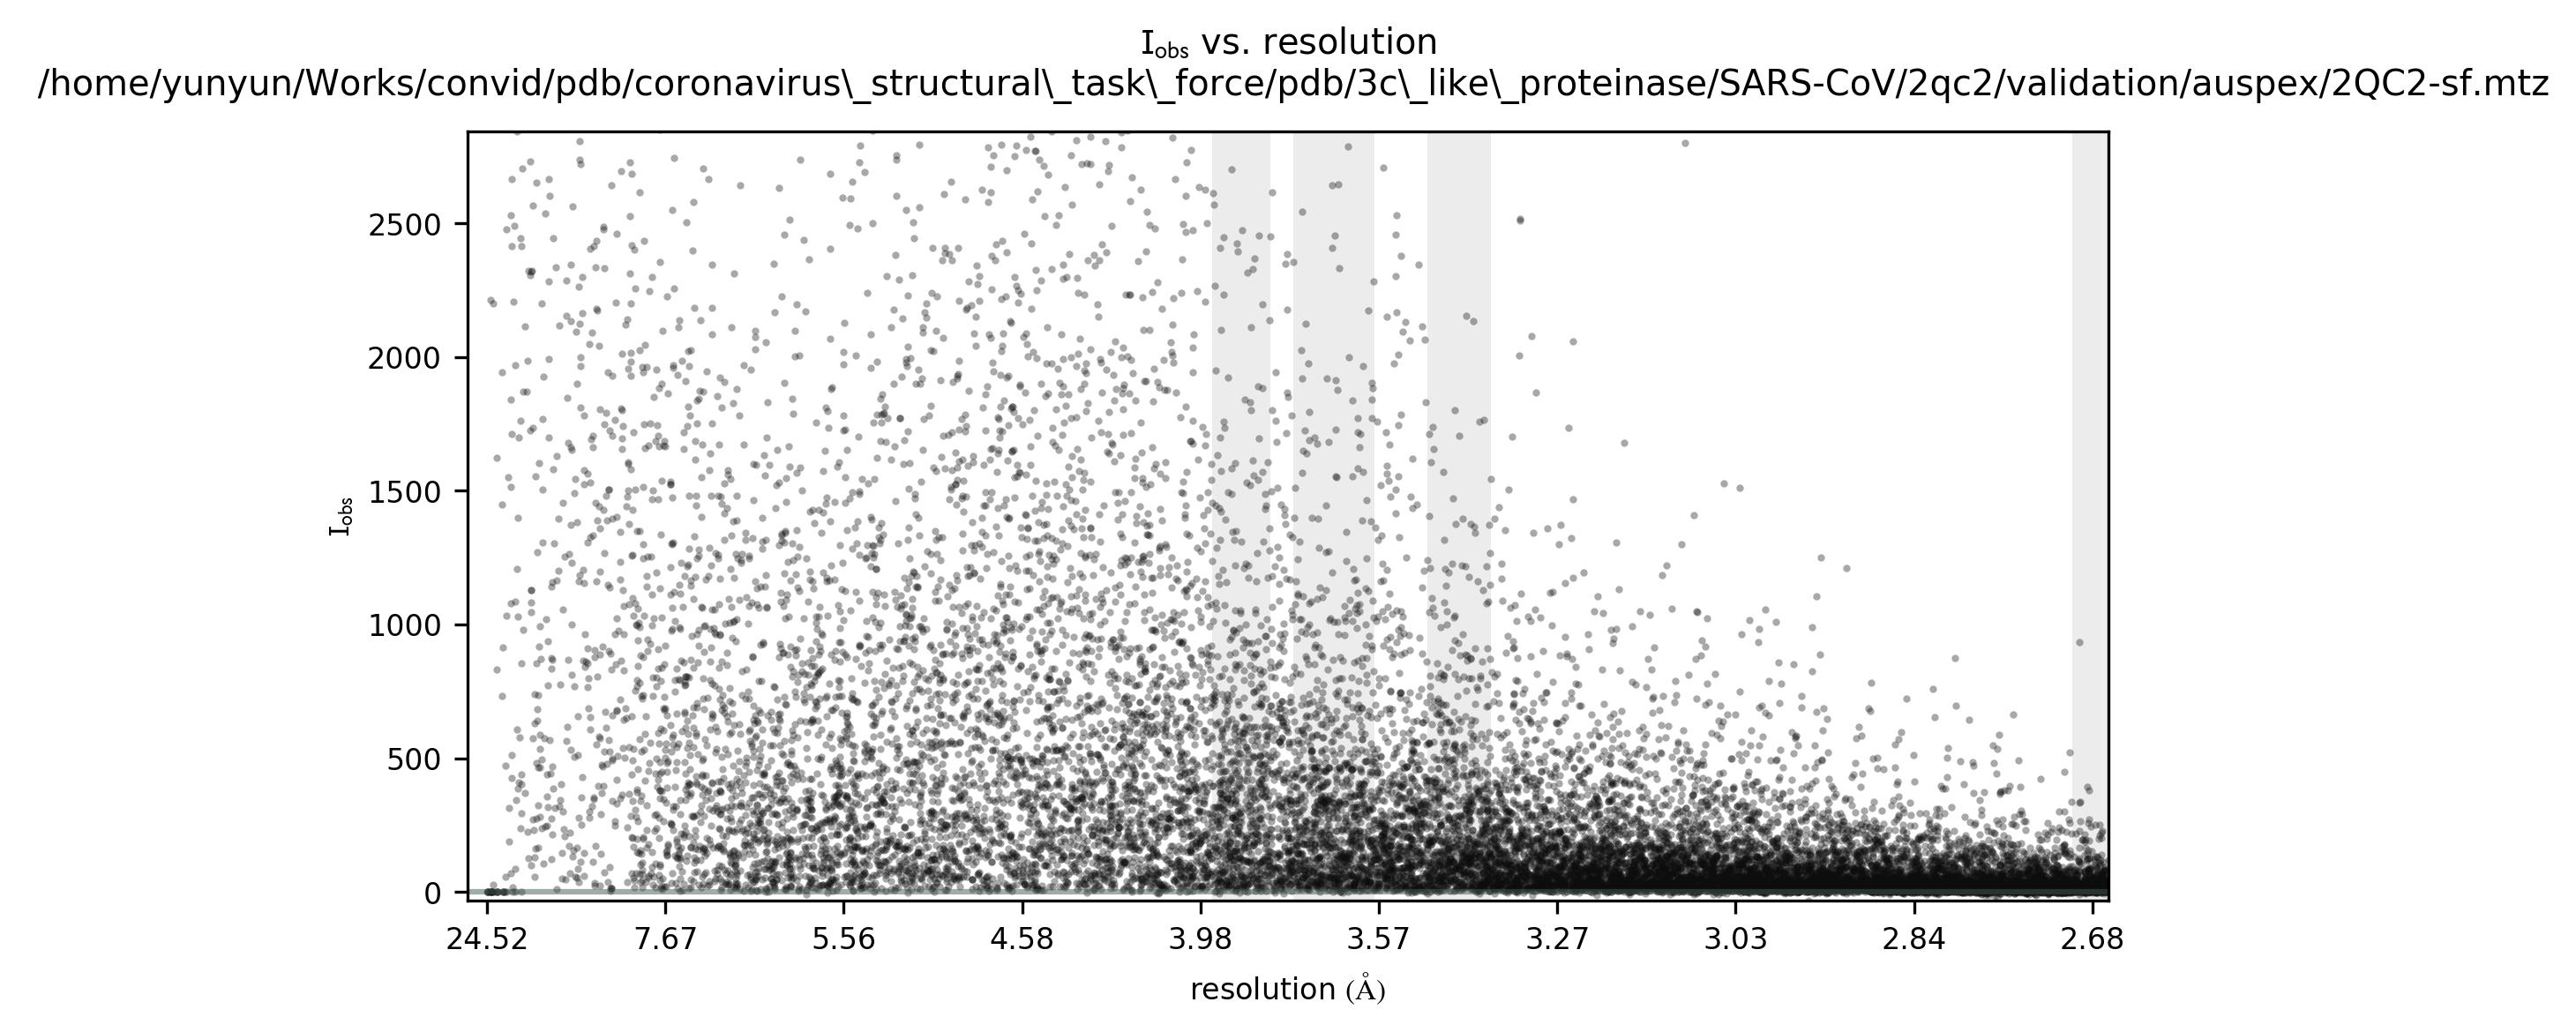 I_obs vs. resolution
/home/yunyun/Works/convid/pdb/coronavirus\_structural\_task\_force/pdb/3c\_like\_proteinase/SARS-CoV/2qc2/validation/auspex/2QC2-sf.mtz
I_obs
2500
2000
1500
1000
500
0
24.52 7.67 5.56 4.58 3.98 3.57 3.27 3.03 2.84 2.68
resolution (Å)